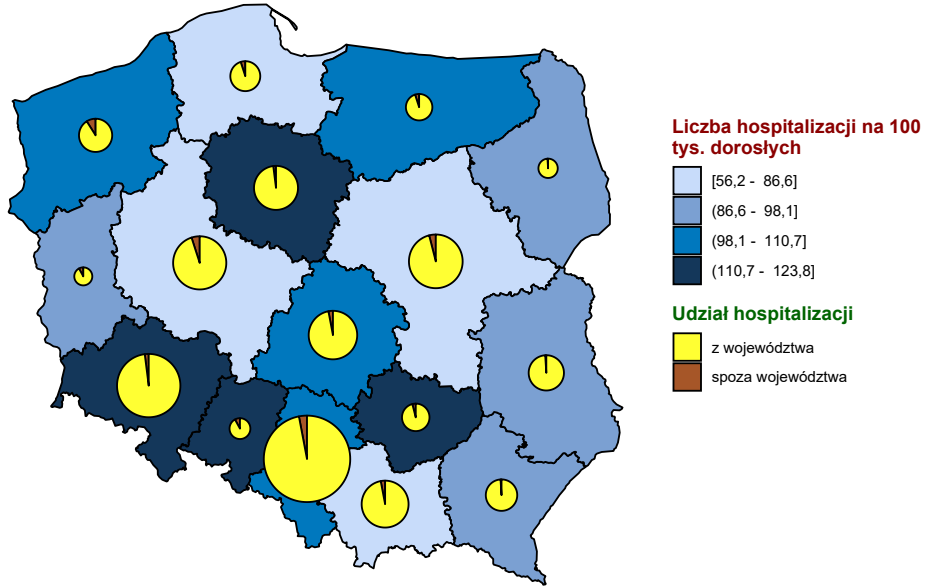 Liczba hospitalizacji na 100
tys. dorosłych
[56,2 - 86,6]
(86,6 - 98,1]
(98,1 - 110,7]
(110,7 - 123,8]
Udział hospitalizacji
z województwa
spoza województwa